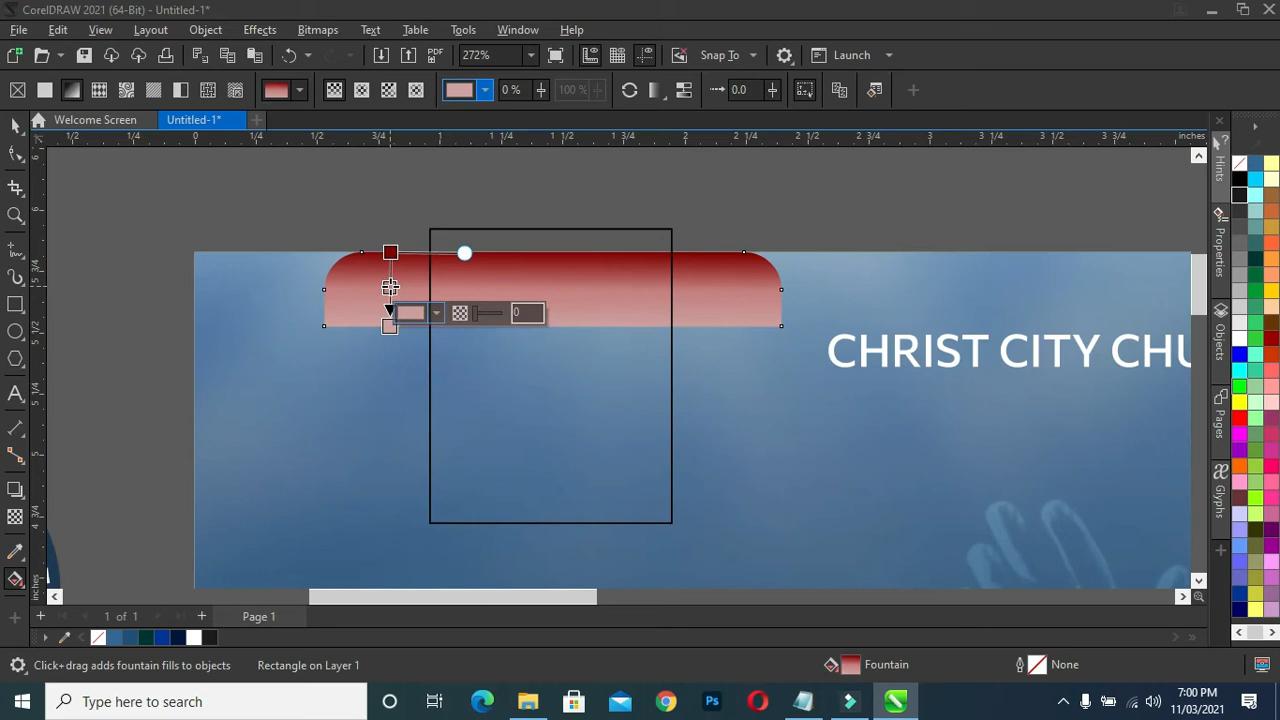 CorelDRAW 2021 (64-Bit) - Untitled-1*
File Edit View Layout Object Effects Bitmaps Text Table Tools Window Help
PDF 272% Snap To Launch
0 % 100 % 0.0
Welcome Screen Untitled-1*
1/2 0 1/4 1/2 3/4 1 1 1/4 1 1/2 1 3/4 2 2 1/4 2 1/2 2 3/4 3 3 1/4 3 1/2 3 3/4 inches
Hints
Properties
Objects
Pages
Glyphs
0
CHRIST CITY CHU
inches
1 of 1 Page 1
Click+drag adds fountain fills to objects Rectangle on Layer 1 Fountain None
Type here to search
7:00 PM
11/03/2021